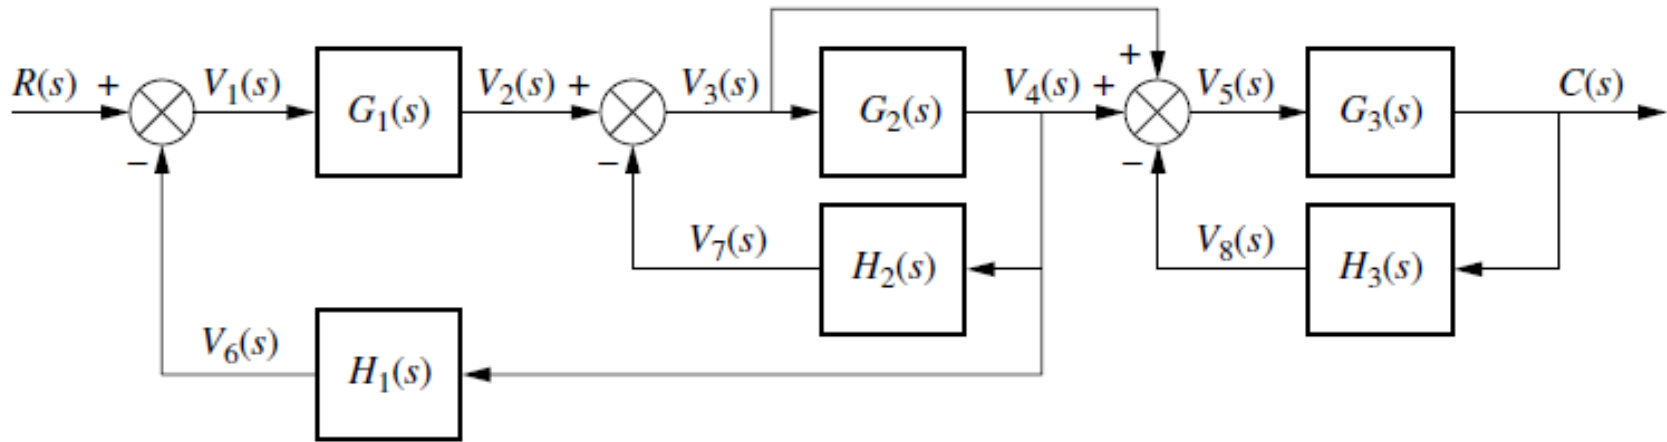 +
R(s) + V₁(s) G₁(s) V₂(s) + V₃(s) G₂(s) V₄(s) + V₅(s) G₃(s) C(s)
− − −
V₇(s) H₂(s) V₈(s) H₃(s)
V₆(s) H₁(s)